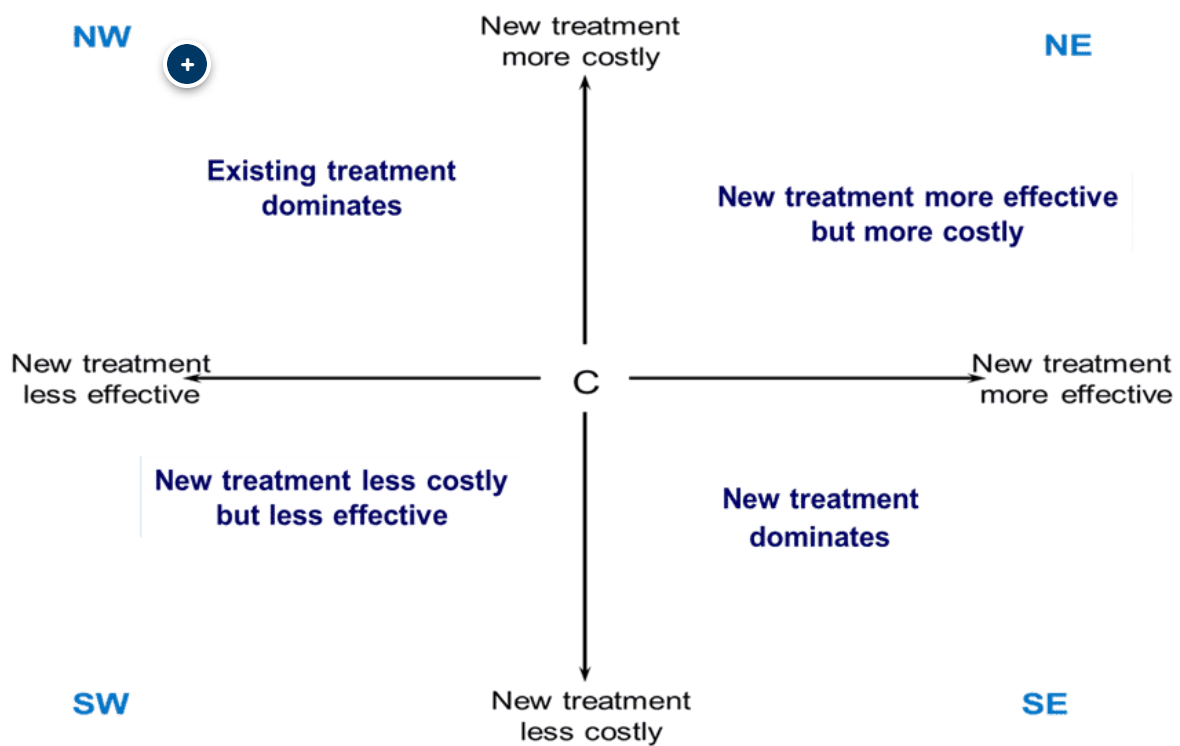 NW
+
New treatment
more costly
NE
Existing treatment
dominates
New treatment more effective
but more costly
New treatment
less effective
C
New treatment
more effective
New treatment less costly
but less effective
New treatment
dominates
SW
New treatment
less costly
SE